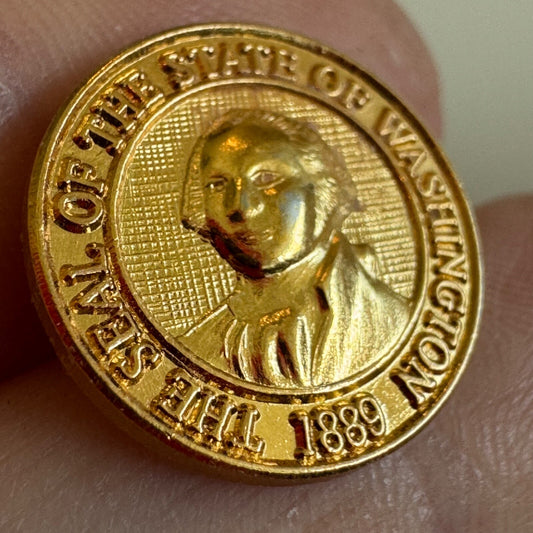 THE SEAL OF THE STATE OF WASHINGTON
1889